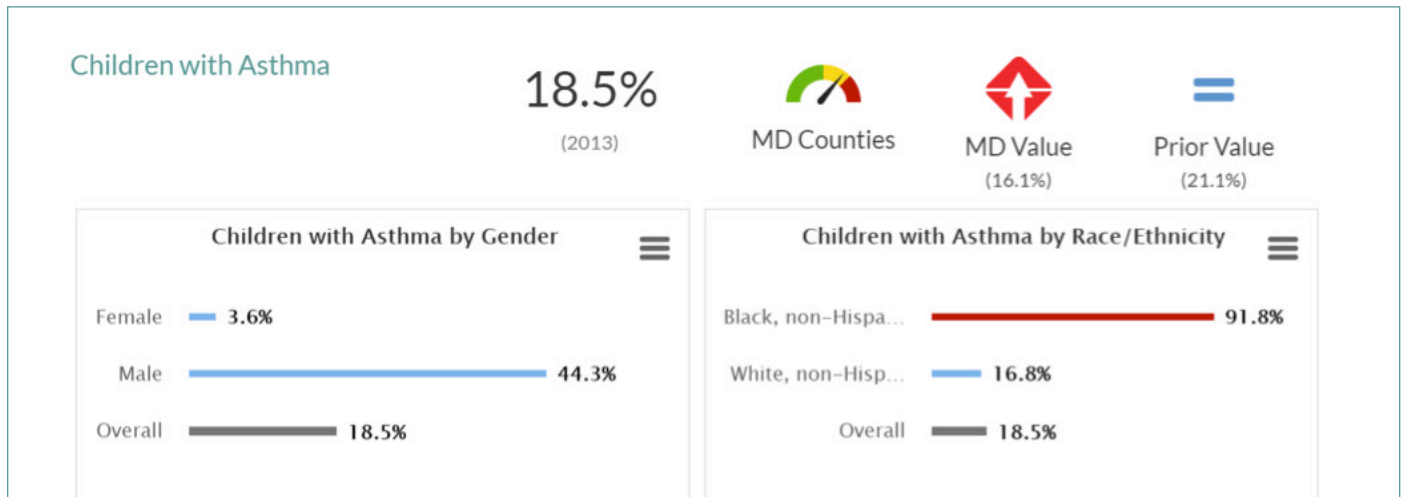 Children with Asthma
18.5%
(2013)
MD Counties
MD Value
(16.1%)
Prior Value
(21.1%)
Children with Asthma by Gender
Female 3.6%
Male 44.3%
Overall 18.5%
Children with Asthma by Race/Ethnicity
Black, non-Hispa... 91.8%
White, non-Hisp... 16.8%
Overall 18.5%